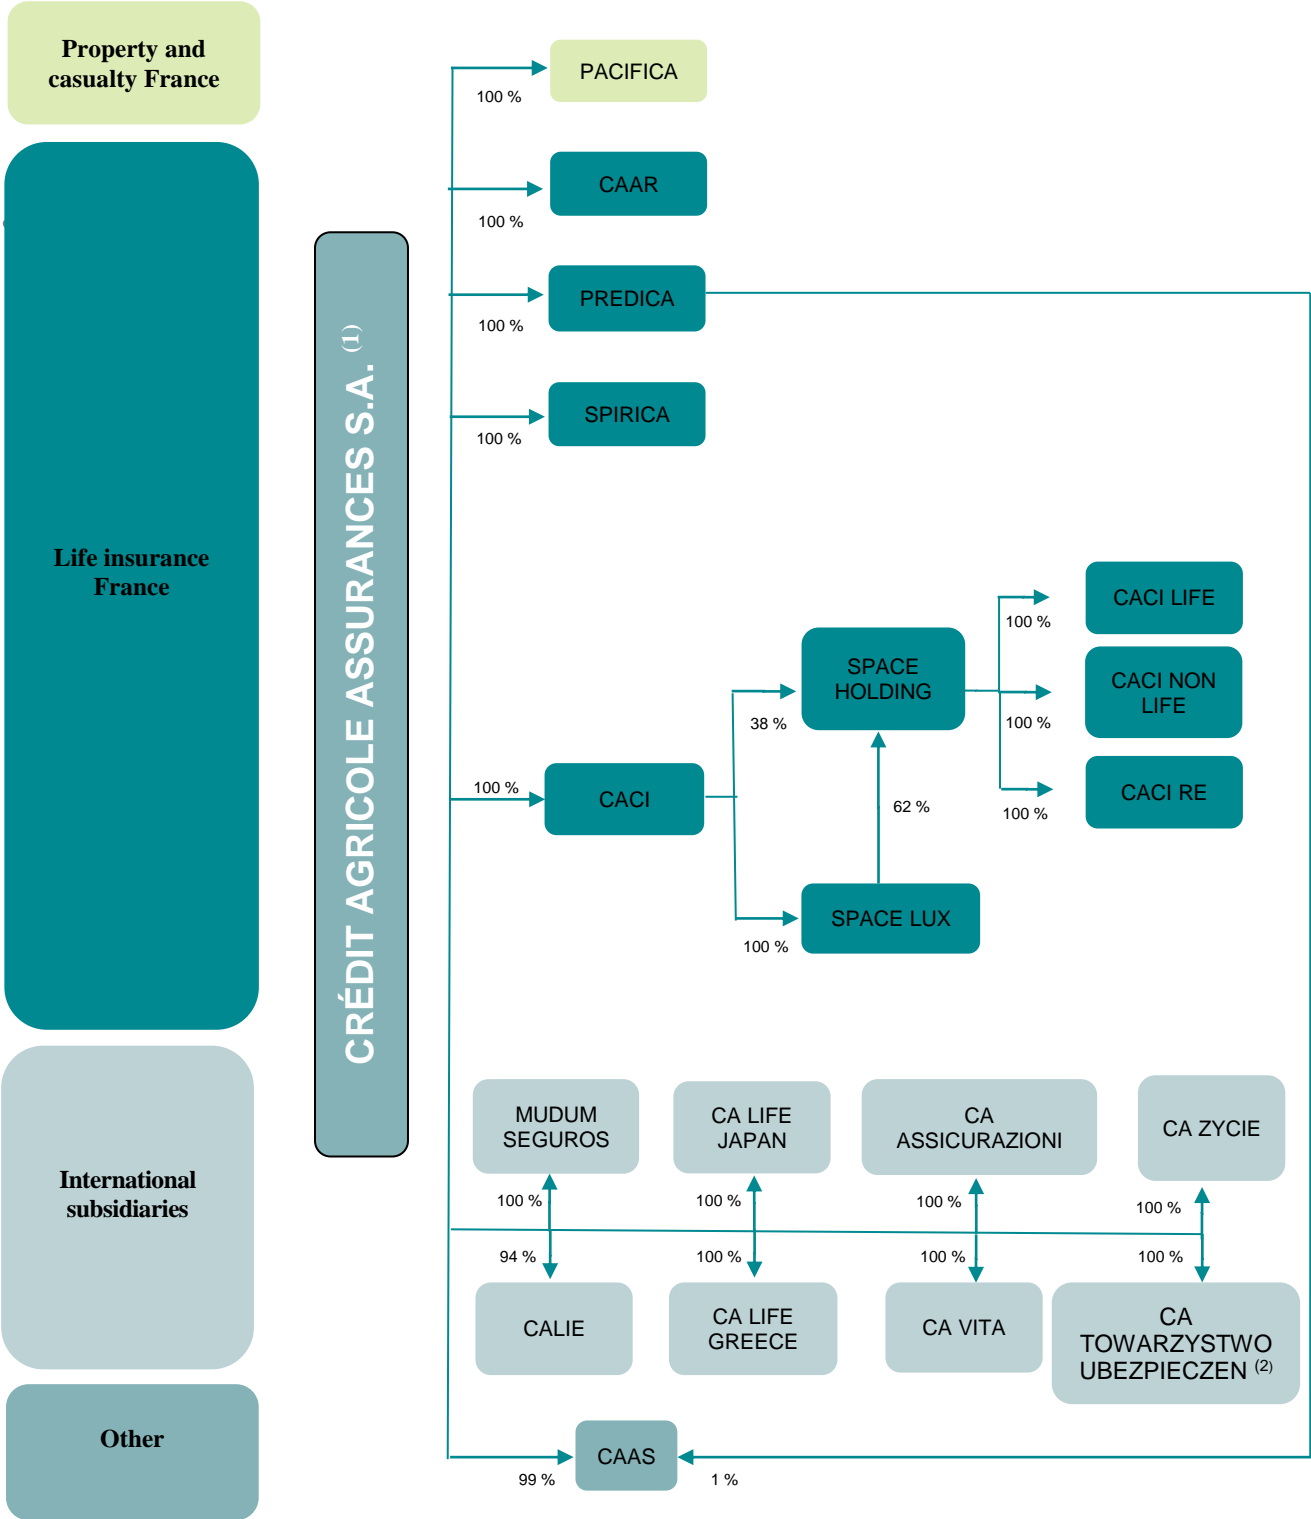 Property and
casualty France
PACIFICA
100 %
CAAR
100 %
PREDICA
100 %
SPIRICA
100 %
CRÉDIT AGRICOLE ASSURANCES S.A. (1)
Life insurance
France
CACI LIFE
100 %
SPACE
HOLDING
38 %
CACI NON
LIFE
100 %
100 %
CACI
62 %
CACI RE
100 %
SPACE LUX
100 %
International
subsidiaries
MUDUM
SEGUROS
CA LIFE
JAPAN
CA
ASSICURAZIONI
CA ZYCIE
100 %
100 %
100 %
100 %
94 %
100 %
100 %
100 %
CALIE
CA LIFE
GREECE
CA VITA
CA
TOWARZYSTWO
UBEZPIECZEN (2)
Other
CAAS
99 %
1 %